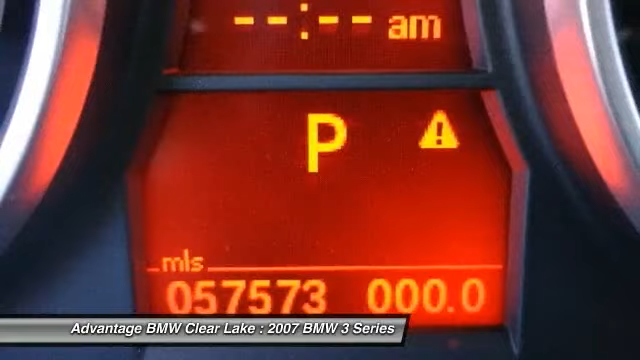 --:-- am
P
mls
057573 000.0
Advantage BMW Clear Lake : 2007 BMW 3 Series